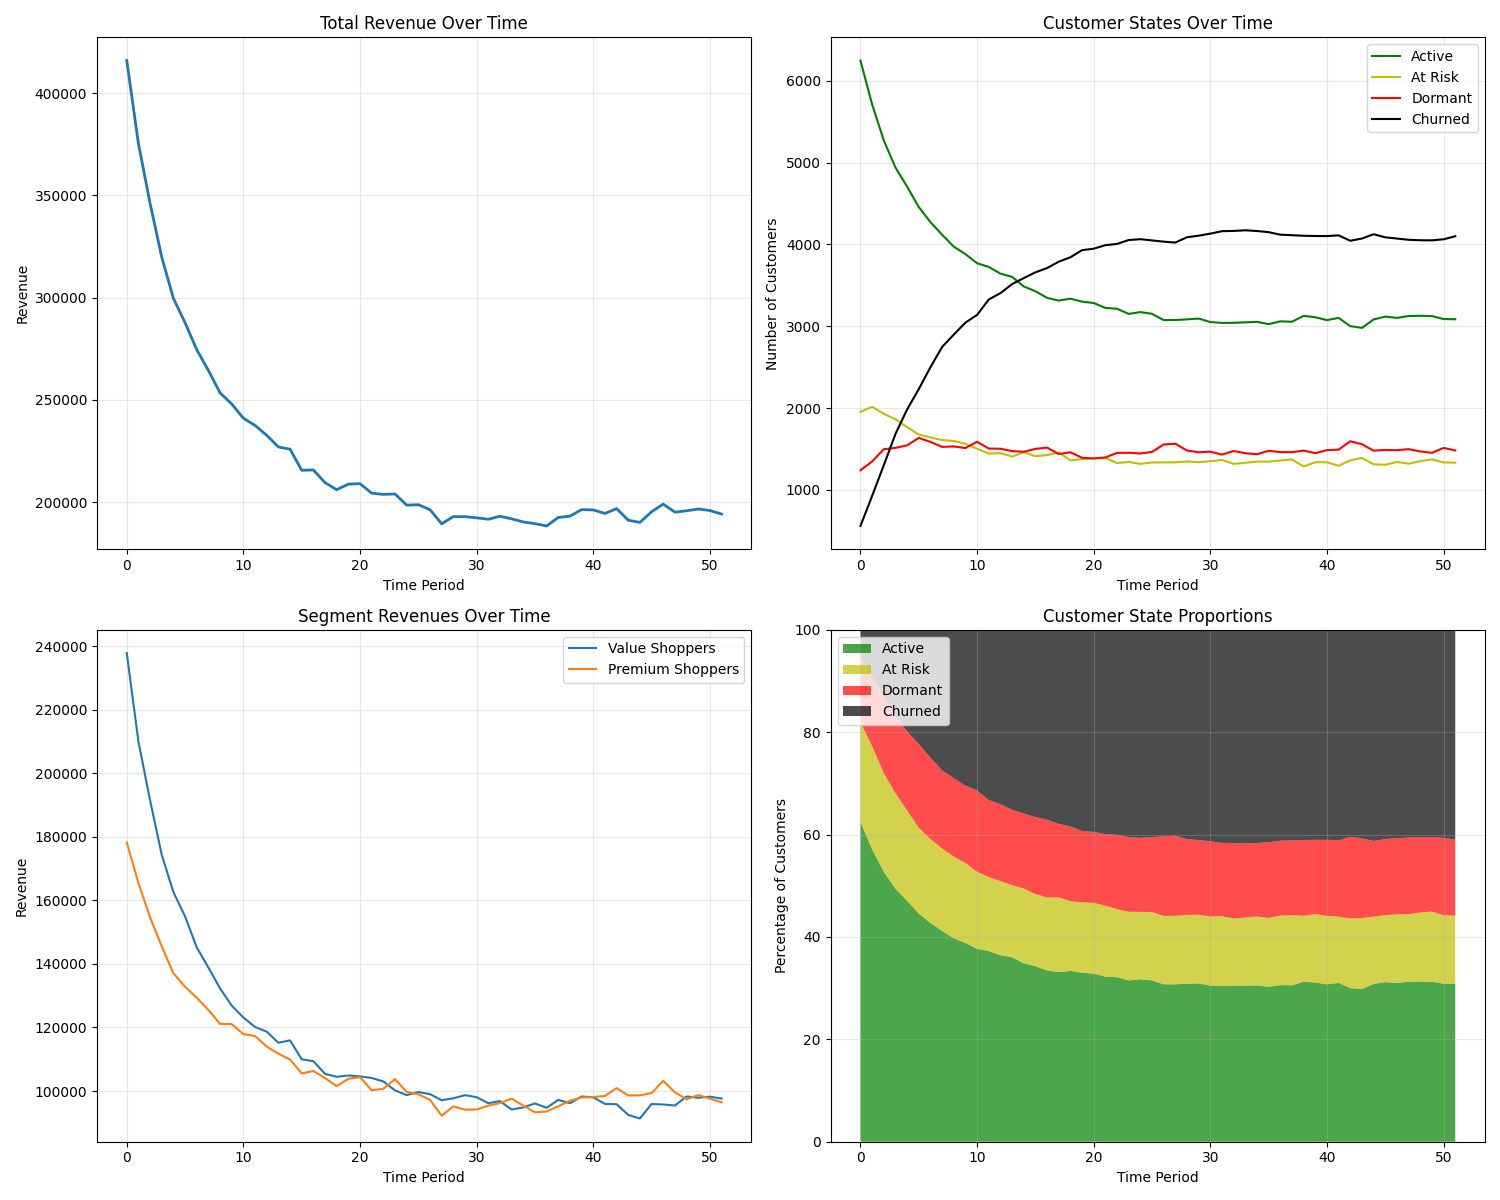 Total Revenue Over Time
Revenue
400000
350000
300000
250000
200000
0 10 20 30 40 50
Time Period
Customer States Over Time
Number of Customers
6000
5000
4000
3000
2000
1000
Active
At Risk
Dormant
Churned
0 10 20 30 40 50
Time Period
Segment Revenues Over Time
Revenue
240000
220000
200000
180000
160000
140000
120000
100000
Value Shoppers
Premium Shoppers
0 10 20 30 40 50
Time Period
Customer State Proportions
Percentage of Customers
100
80
60
40
20
0
Active
At Risk
Dormant
Churned
0 10 20 30 40 50
Time Period